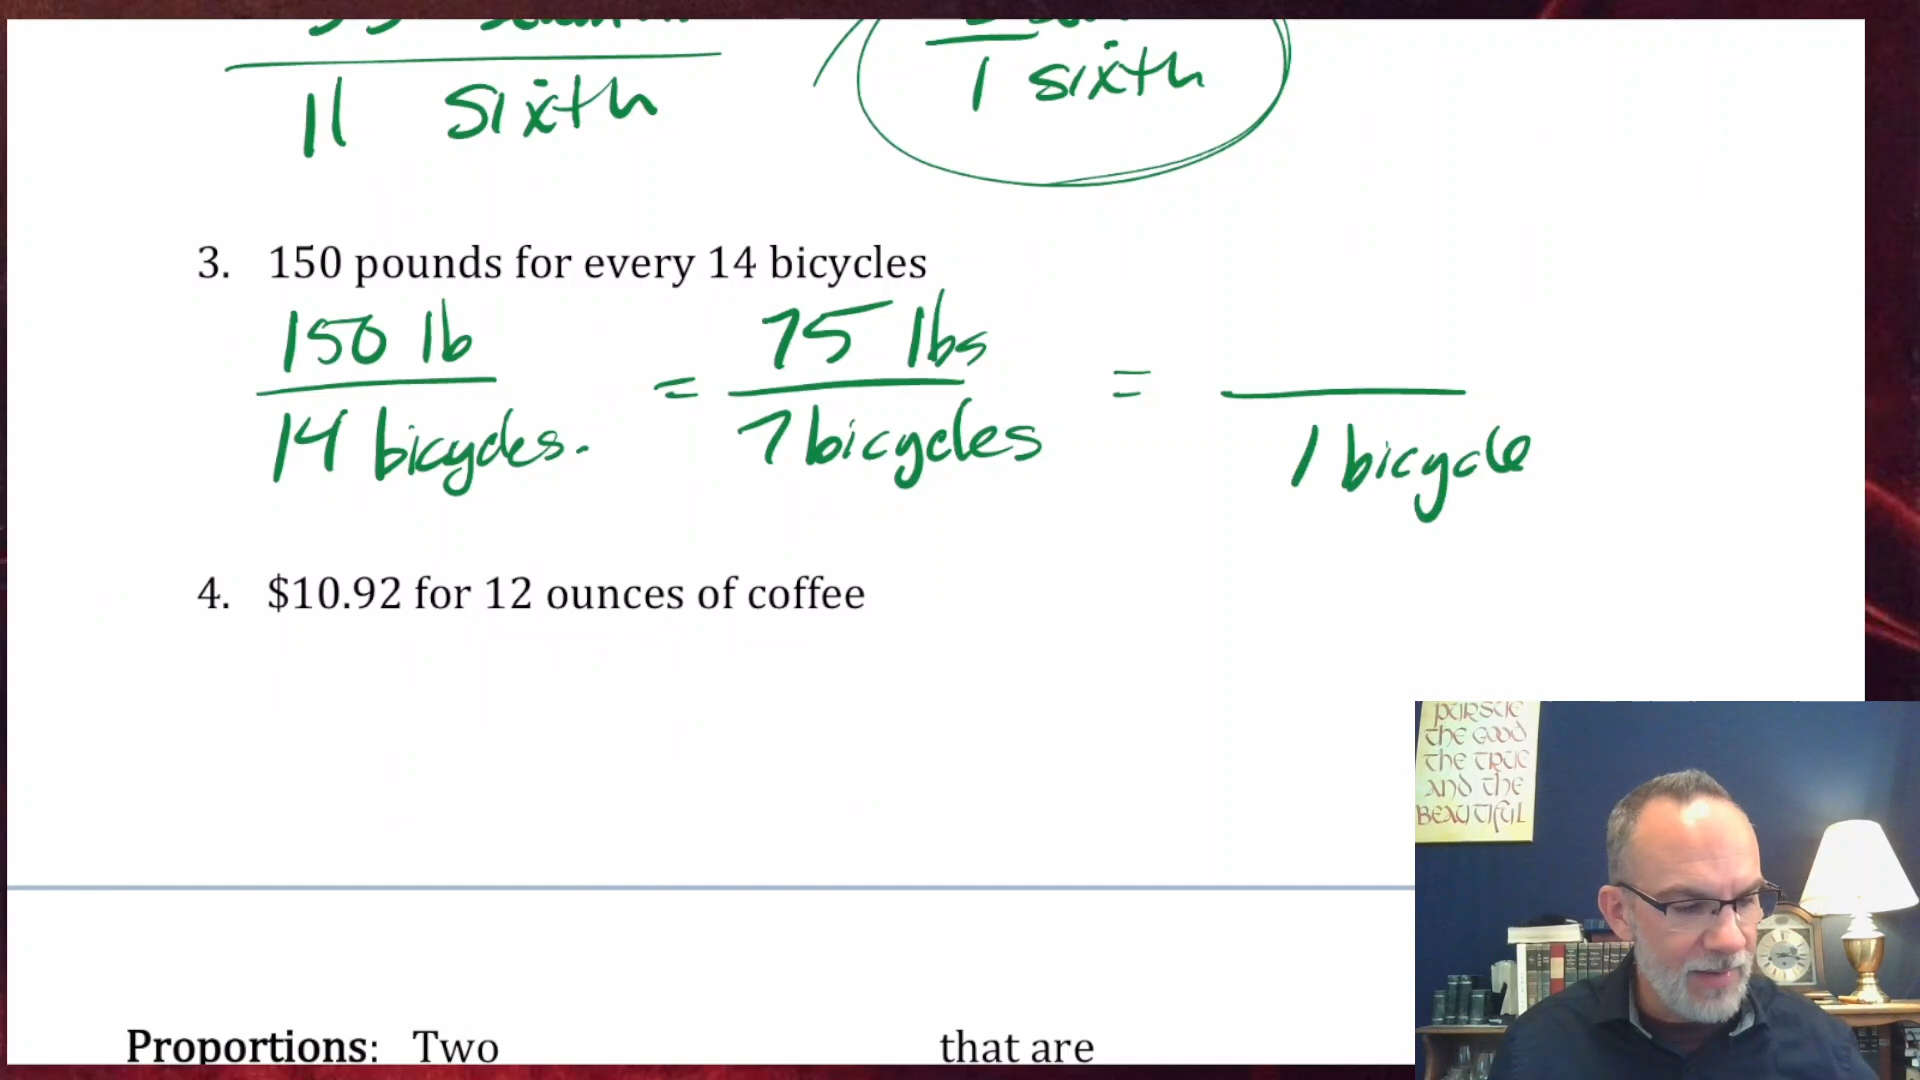 11 sixth
1 sixth
3. 150 pounds for every 14 bicycles
150 lb / 14 bicycles. = 75 lbs / 7 bicycles = / 1 bicycle
4. $10.92 for 12 ounces of coffee
PURSUE
THE GOOD
THE TRUE
AND THE
BEAUTIFUL
Proportions: Two that are